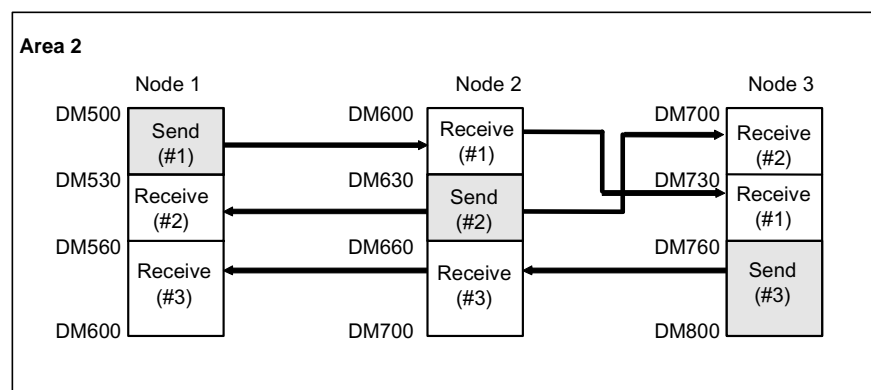 Area 2
Node 1 Node 2 Node 3
DM500 DM600 DM700
Send
(#1)
Receive
(#1)
Receive
(#2)
DM530 DM630 DM730
Receive
(#2)
Send
(#2)
Receive
(#1)
DM560 DM660 DM760
Receive
(#3)
Receive
(#3)
Send
(#3)
DM600 DM700 DM800